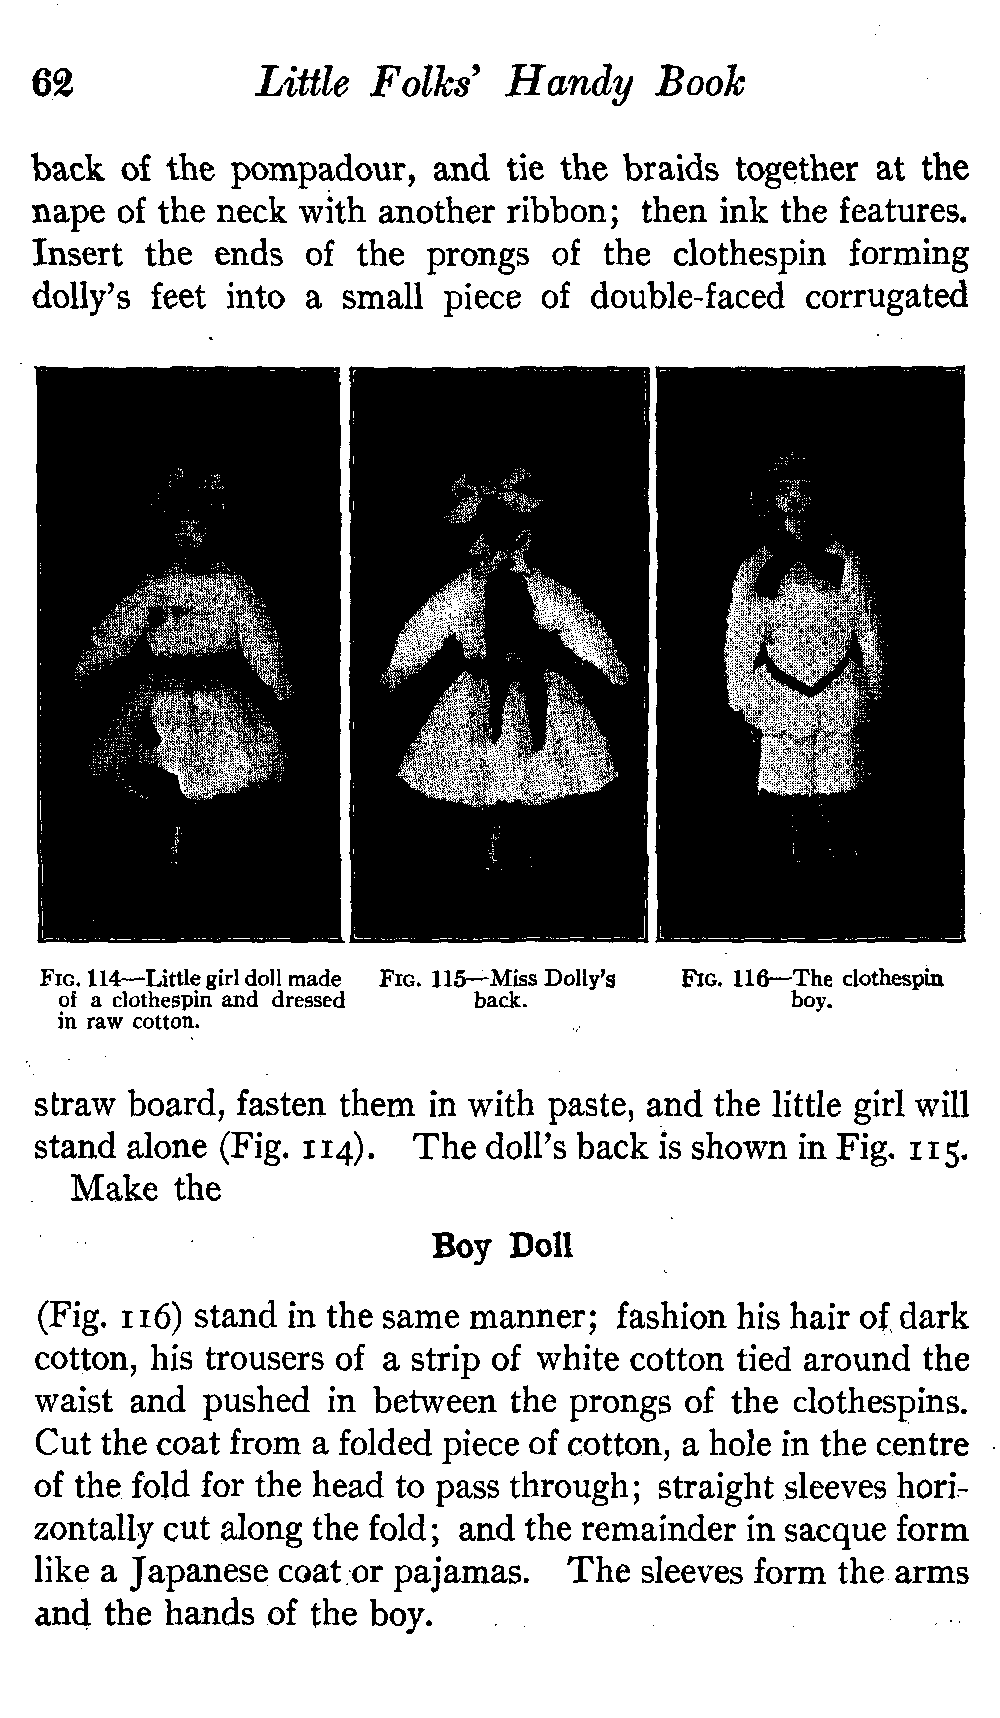 62 Little Folks' Handy Book
back of the pompadour, and tie the braids together at the
nape of the neck with another ribbon; then ink the features.
Insert the ends of the prongs of the clothespin forming
dolly's feet into a small piece of double-faced corrugated
FIG. 114—Little girl doll made
of a clothespin and dressed
in raw cotton.
FIG. 115—Miss Dolly's
back.
FIG. 116—The clothespin
boy.
straw board, fasten them in with paste, and the little girl will
stand alone (Fig. 114). The doll's back is shown in Fig. 115.
Make the
Boy Doll
(Fig. 116) stand in the same manner; fashion his hair of dark
cotton, his trousers of a strip of white cotton tied around the
waist and pushed in between the prongs of the clothespins.
Cut the coat from a folded piece of cotton, a hole in the centre
of the fold for the head to pass through; straight sleeves hori-
zontally cut along the fold; and the remainder in sacque form
like a Japanese coat or pajamas. The sleeves form the arms
and the hands of the boy.